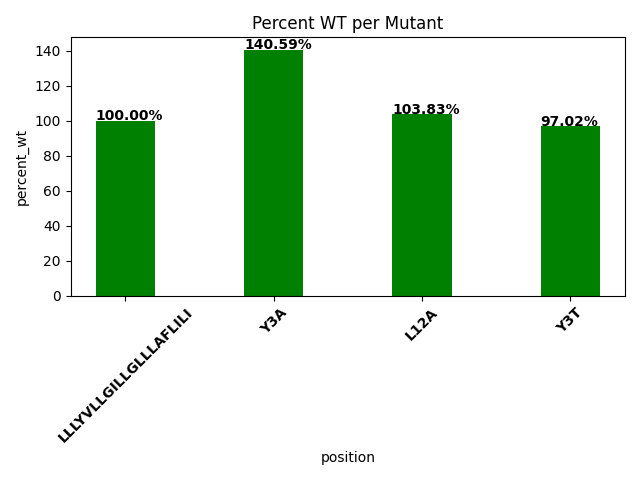 Percent WT per Mutant
percent_wt
140
120
100
80
60
40
20
0
100.00%
140.59%
103.83%
97.02%
LLLYVLLGILLGLLLAFLILI
Y3A
L12A
Y3T
position